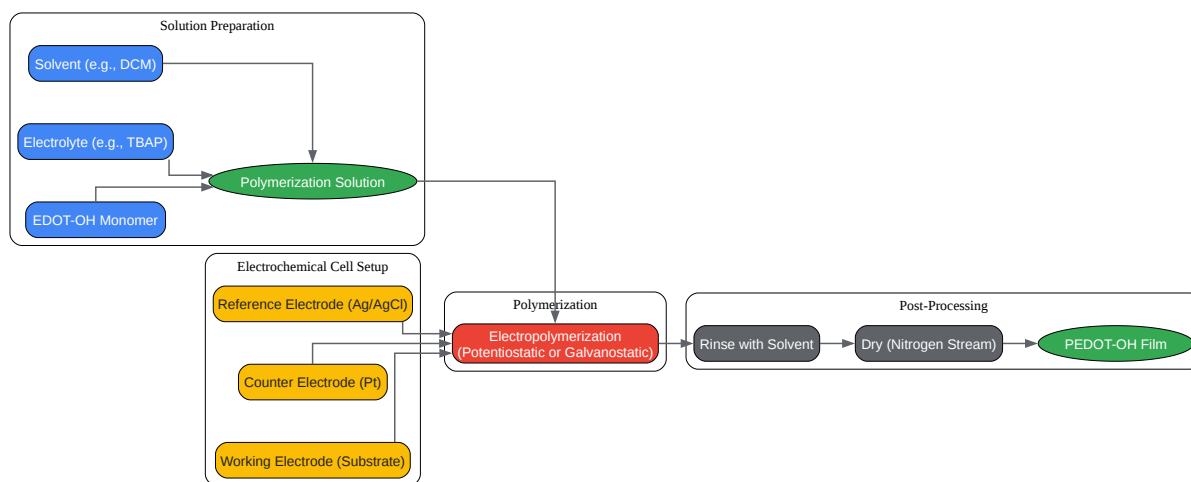 Solution Preparation
Solvent (e.g., DCM)
Electrolyte (e.g., TBAP)
Polymerization Solution
EDOT-OH Monomer
Electrochemical Cell Setup
Reference Electrode (Ag/AgCl)
Counter Electrode (Pt)
Working Electrode (Substrate)
Polymerization
Electropolymerization
(Potentiostatic or Galvanostatic)
Post-Processing
Rinse with Solvent
Dry (Nitrogen Stream)
PEDOT-OH Film